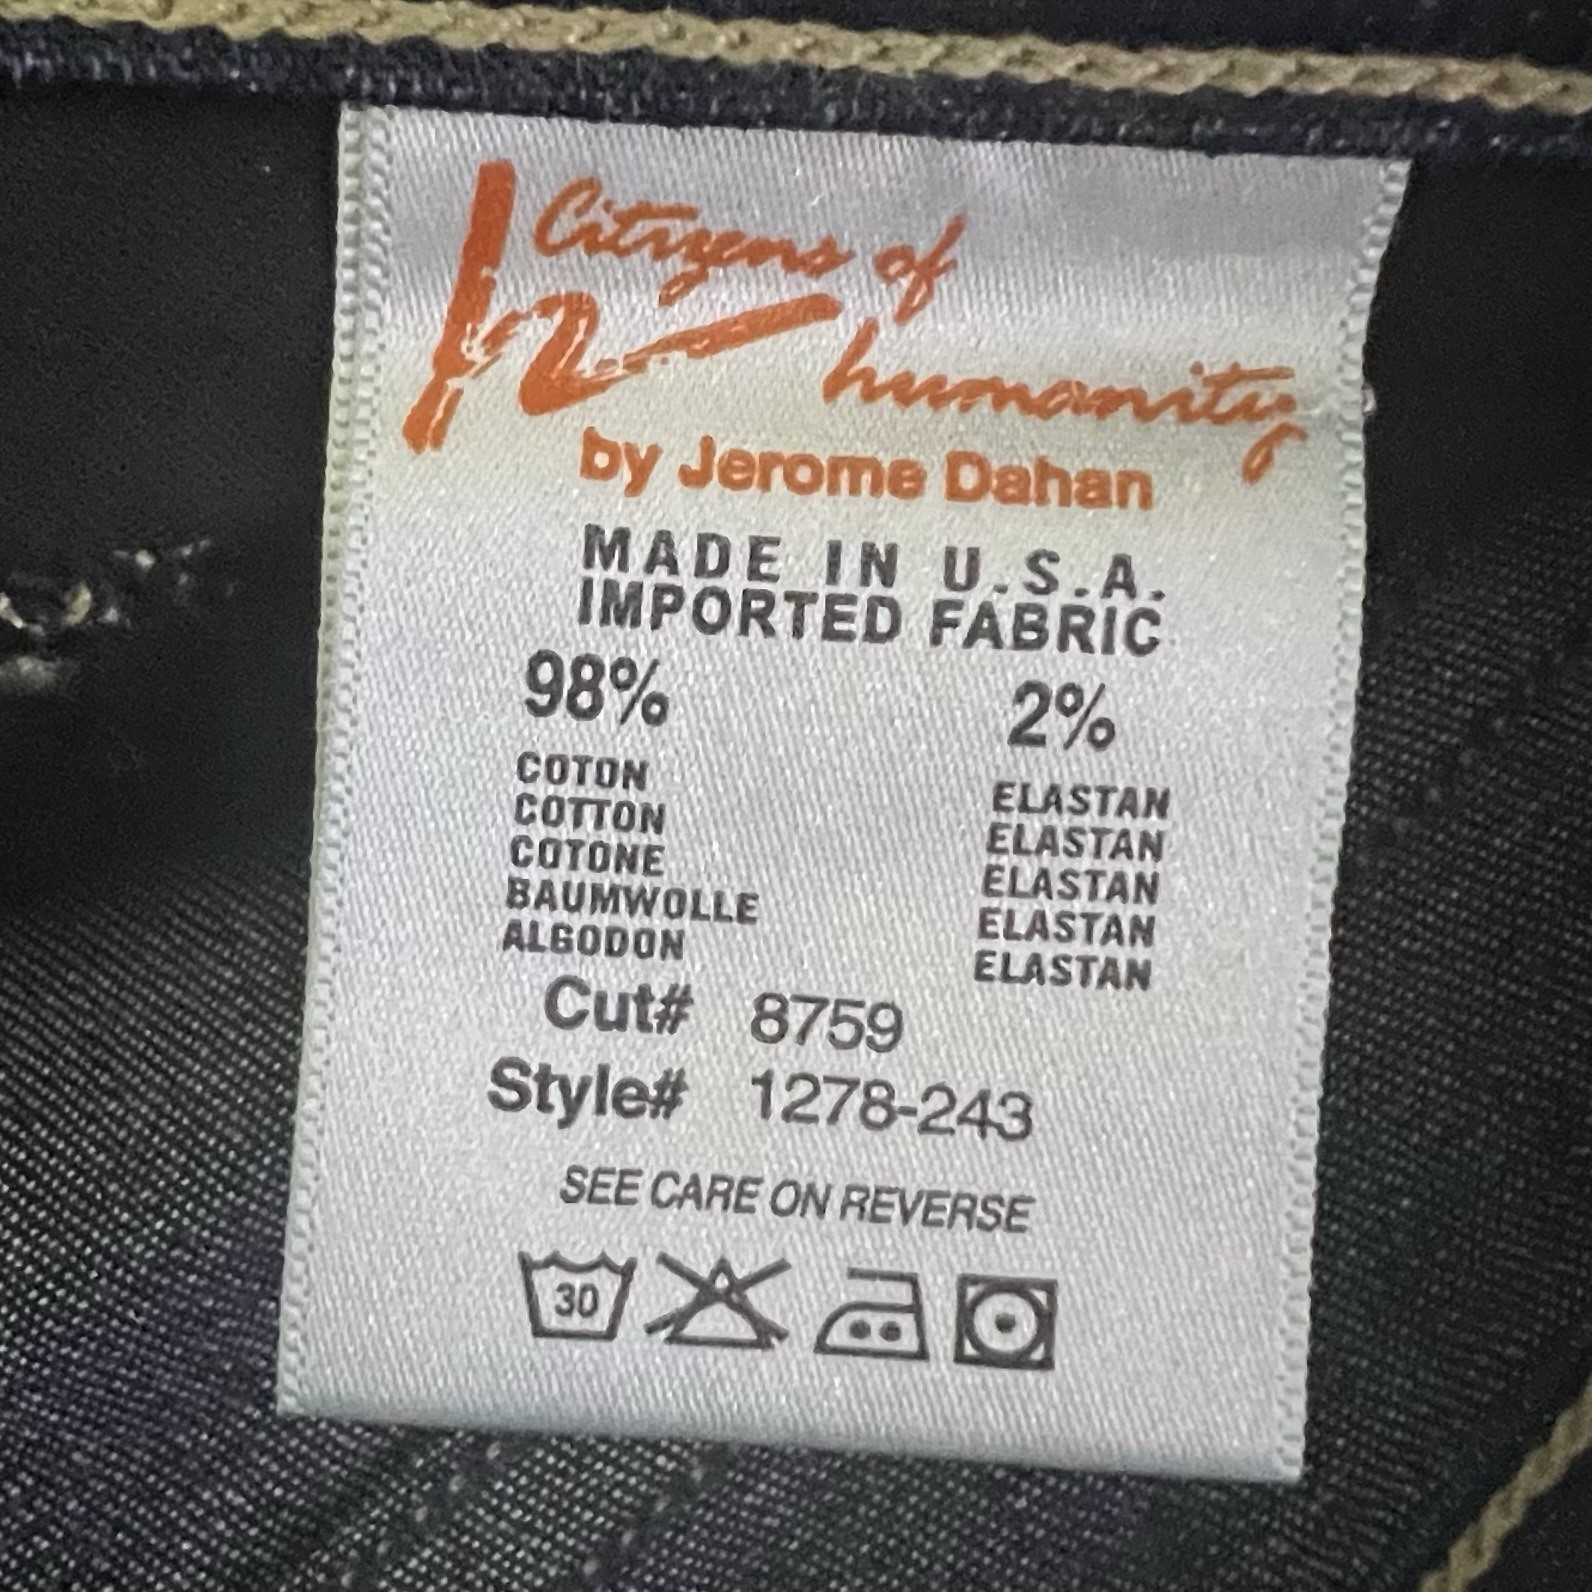 Citizens of
humanity
by Jerome Dahan
MADE IN U.S.A.
IMPORTED FABRIC
98% 2%
COTON ELASTAN
COTTON ELASTAN
COTONE ELASTAN
BAUMWOLLE ELASTAN
ALGODON ELASTAN
Cut# 8759
Style# 1278-243
SEE CARE ON REVERSE
30